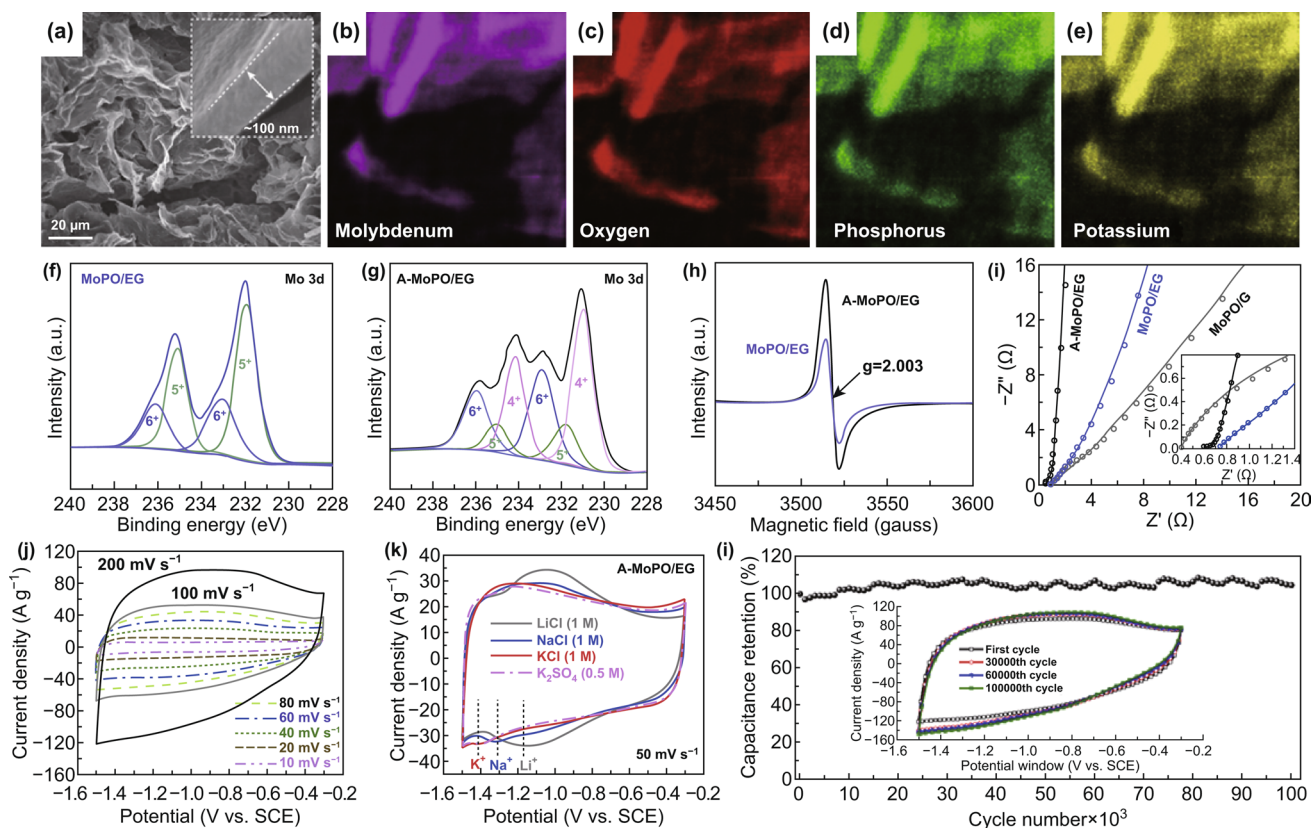 (a)
~100 nm
20 µm
(b)
Molybdenum
(c)
Oxygen
(d)
Phosphorus
(e)
Potassium
(f)
MoPO/EG
Mo 3d
6⁺
5⁺
6⁺
5⁺
Intensity (a.u.)
240 238 236 234 232 230 228
Binding energy (eV)
(g)
A-MoPO/EG
Mo 3d
6⁺
5⁺
4⁺
6⁺
5⁺
4⁺
Intensity (a.u.)
240 238 236 234 232 230 228
Binding energy (eV)
(h)
A-MoPO/EG
MoPO/EG
g=2.003
Intensity (a.u.)
3450 3500 3550 3600
Magnetic field (gauss)
(i)
A-MoPO/EG
MoPO/EG
MoPO/G
−Z″ (Ω)
16
12
8
4
0
0 4 8 12 16 20
Z′ (Ω)
−Z″ (Ω)
0.8
0.6
0.4
0.2
0.0
0.4 0.6 0.8 1.0 1.2 1.4
Z′ (Ω)
(j)
200 mV s⁻¹
100 mV s⁻¹
80 mV s⁻¹
60 mV s⁻¹
40 mV s⁻¹
20 mV s⁻¹
10 mV s⁻¹
Current density (A g⁻¹)
120
80
40
0
−40
−80
−120
−160
−1.6 −1.4 −1.2 −1.0 −0.8 −0.6 −0.4 −0.2
Potential (V vs. SCE)
(k)
A-MoPO/EG
LiCl (1 M)
NaCl (1 M)
KCl (1 M)
K₂SO₄ (0.5 M)
K⁺ Na⁺ Li⁺
50 mV s⁻¹
Current density (A g⁻¹)
40
30
20
10
0
−10
−20
−30
−40
−1.6 −1.4 −1.2 −1.0 −0.8 −0.6 −0.4 −0.2
Potential (V vs. SCE)
(i)
Capacitance retention (%)
120
100
80
60
40
20
0
0 10 20 30 40 50 60 70 80 90 100
Cycle number×10³
Current density (A g⁻¹)
120
80
40
0
−40
−80
−120
−160
First cycle
30000th cycle
60000th cycle
100000th cycle
−1.6 −1.4 −1.2 −1.0 −0.8 −0.6 −0.4 −0.2
Potential window (V vs. SCE)